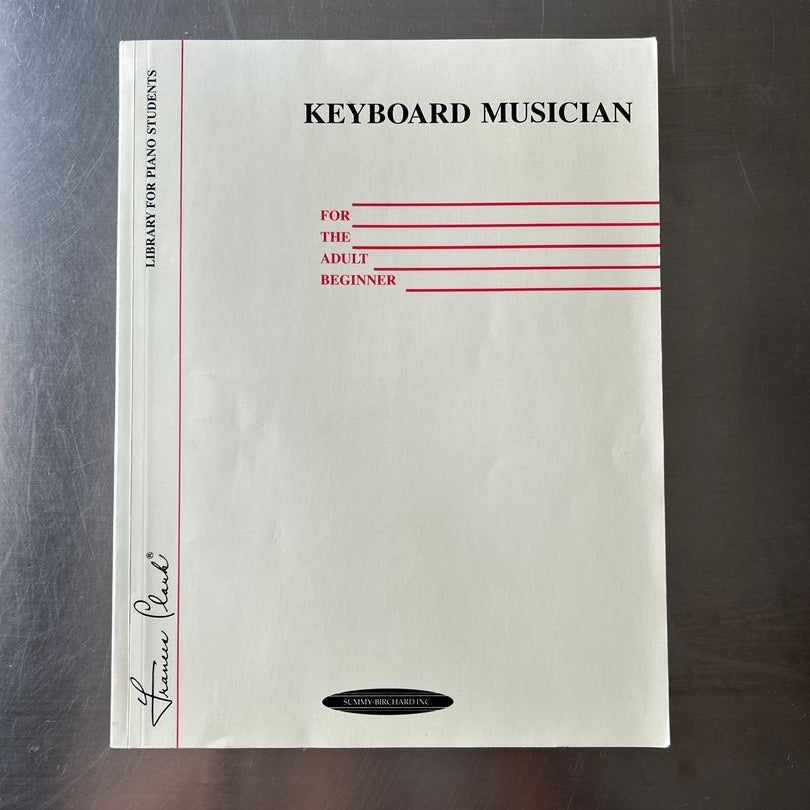 LIBRARY FOR PIANO STUDENTS
KEYBOARD MUSICIAN
FOR
THE
ADULT
BEGINNER
Frances Clark®
SUMMY-BIRCHARD INC.